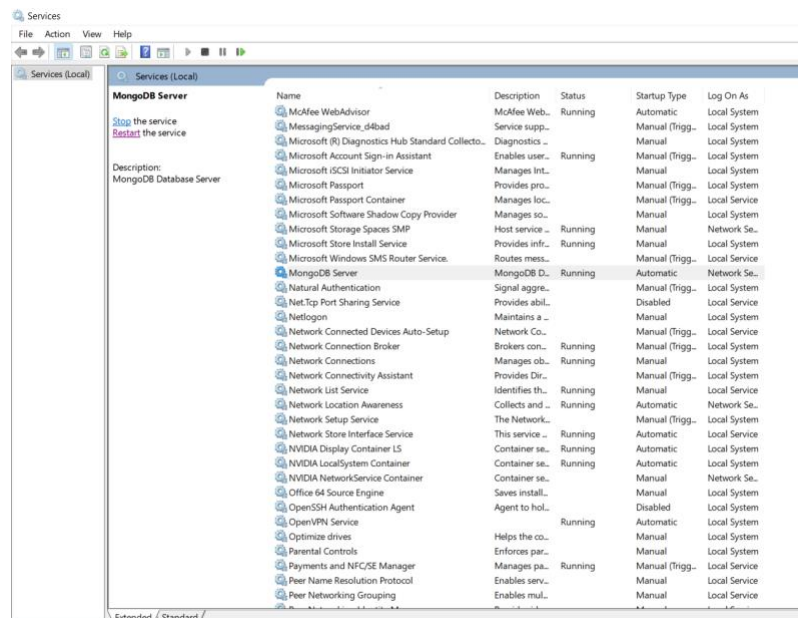 Services
File Action View Help
Services (Local)
Services (Local)
MongoDB Server
Stop the service
Restart the service
Description:
MongoDB Database Server
Name Description Status Startup Type Log On As
McAfee WebAdvisor McAfee Web... Running Automatic Local System
MessagingService_d4bad Service supp... Manual (Trigg... Local System
Microsoft (R) Diagnostics Hub Standard Collecto... Diagnostics ... Manual Local System
Microsoft Account Sign-in Assistant Enables user... Running Manual (Trigg... Local System
Microsoft iSCSI Initiator Service Manages Int... Manual Local System
Microsoft Passport Provides pro... Manual (Trigg... Local System
Microsoft Passport Container Manages loc... Manual (Trigg... Local Service
Microsoft Software Shadow Copy Provider Manages so... Manual Local System
Microsoft Storage Spaces SMP Host service ... Running Manual Network Se...
Microsoft Store Install Service Provides infr... Running Manual Local System
Microsoft Windows SMS Router Service. Routes mess... Manual (Trigg... Local System
MongoDB Server MongoDB D... Running Automatic Network Se...
Natural Authentication Signal aggre... Manual (Trigg... Local System
Net.Tcp Port Sharing Service Provides abil... Disabled Local Service
Netlogon Maintains a ... Manual Local System
Network Connected Devices Auto-Setup Network Co... Manual (Trigg... Local Service
Network Connection Broker Brokers con... Running Manual (Trigg... Local System
Network Connections Manages ob... Running Manual Local System
Network Connectivity Assistant Provides Dir... Manual (Trigg... Local System
Network List Service Identifies th... Running Manual Local Service
Network Location Awareness Collects and ... Running Automatic Network Se...
Network Setup Service The Network... Manual (Trigg... Local System
Network Store Interface Service This service ... Running Automatic Local Service
NVIDIA Display Container LS Container se... Running Automatic Local System
NVIDIA LocalSystem Container Container se... Running Automatic Local System
NVIDIA NetworkService Container Container se... Manual Network Se...
Office 64 Source Engine Saves install... Manual Local System
OpenSSH Authentication Agent Agent to hol... Disabled Local System
OpenVPN Service Running Automatic Local System
Optimize drives Helps the co... Manual Local System
Parental Controls Enforces par... Manual Local System
Payments and NFC/SE Manager Manages pa... Running Manual (Trigg... Local Service
Peer Name Resolution Protocol Enables serv... Manual Local Service
Peer Networking Grouping Enables mul... Manual Local Service
Extended Standard